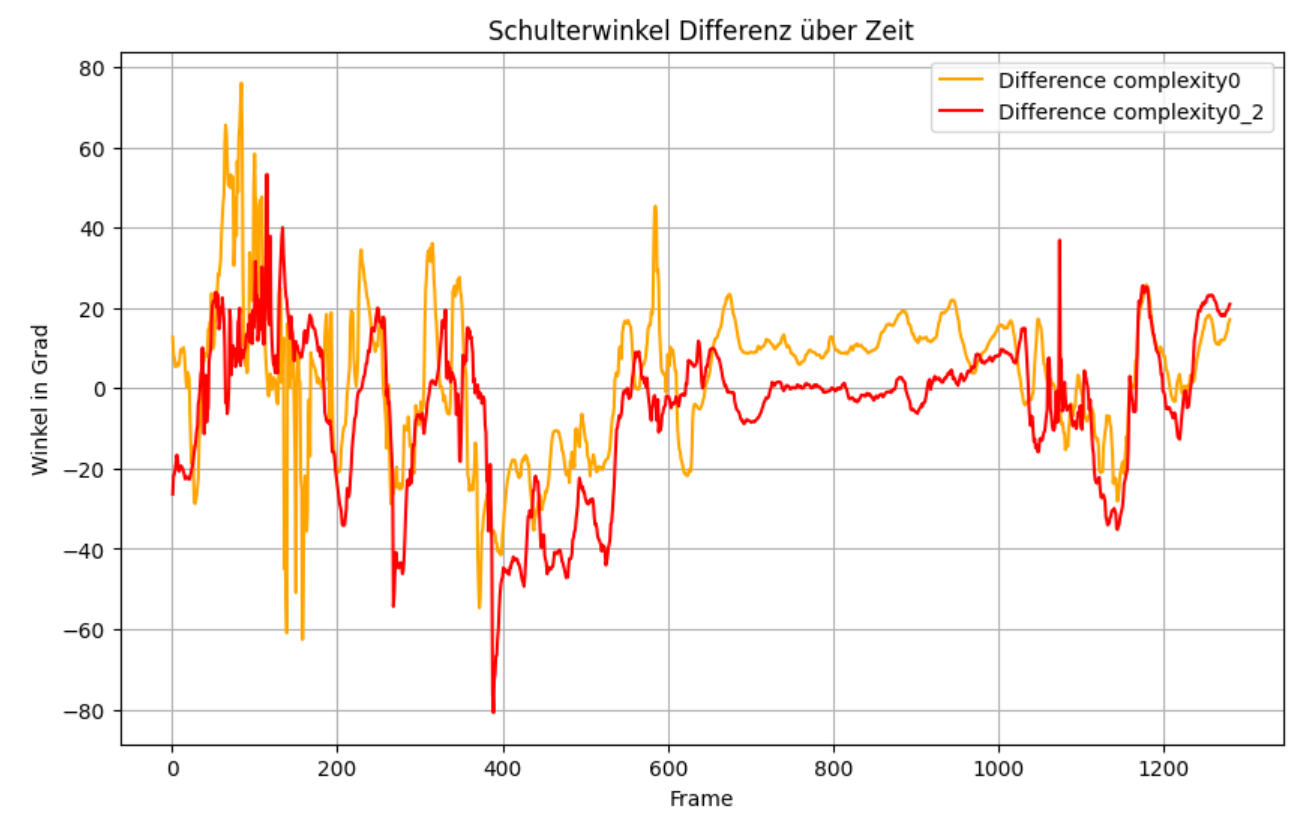 Schulterwinkel Differenz über Zeit
Difference complexity0
Difference complexity0_2
Winkel in Grad
80
60
40
20
0
−20
−40
−60
−80
0 200 400 600 800 1000 1200
Frame